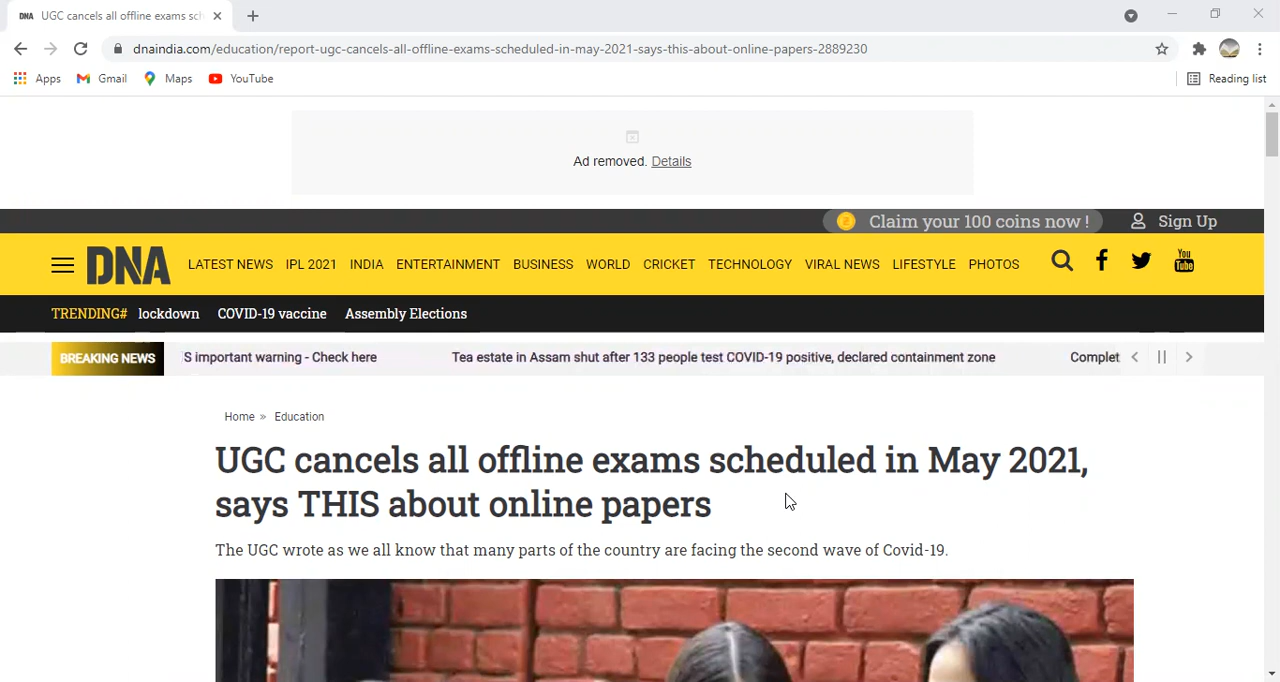 DNA UGC cancels all offline exams sch
dnaindia.com/education/report-ugc-cancels-all-offline-exams-scheduled-in-may-2021-says-this-about-online-papers-2889230
Apps Gmail Maps YouTube Reading list
Ad removed. Details
Claim your 100 coins now ! Sign Up
DNA LATEST NEWS IPL 2021 INDIA ENTERTAINMENT BUSINESS WORLD CRICKET TECHNOLOGY VIRAL NEWS LIFESTYLE PHOTOS You Tube
TRENDING# lockdown COVID-19 vaccine Assembly Elections
BREAKING NEWS S important warning - Check here Tea estate in Assam shut after 133 people test COVID-19 positive, declared containment zone Complet
Home » Education
UGC cancels all offline exams scheduled in May 2021,
says THIS about online papers
The UGC wrote as we all know that many parts of the country are facing the second wave of Covid-19.